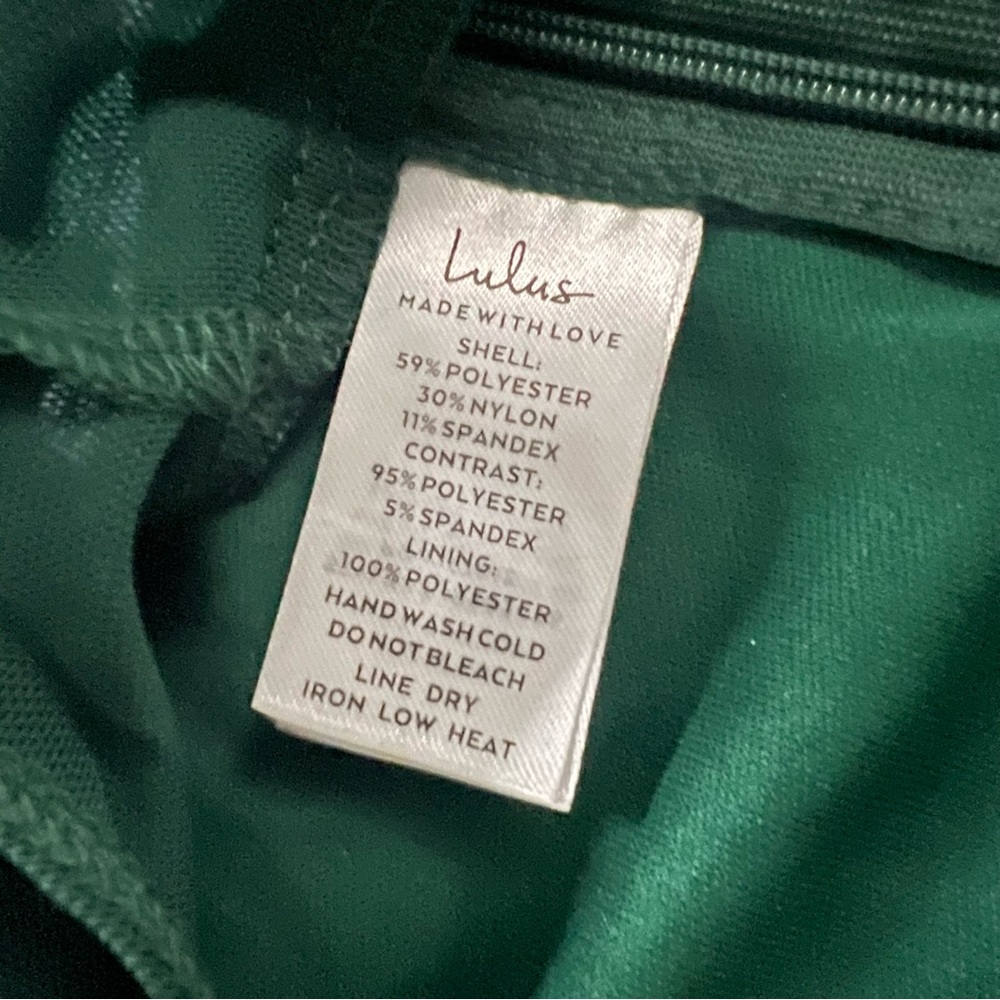 Lulus
MADE WITH LOVE
SHELL:
59% POLYESTER
30% NYLON
11% SPANDEX
CONTRAST:
95% POLYESTER
5% SPANDEX
LINING:
100% POLYESTER
HAND WASH COLD
DO NOT BLEACH
LINE DRY
IRON LOW HEAT